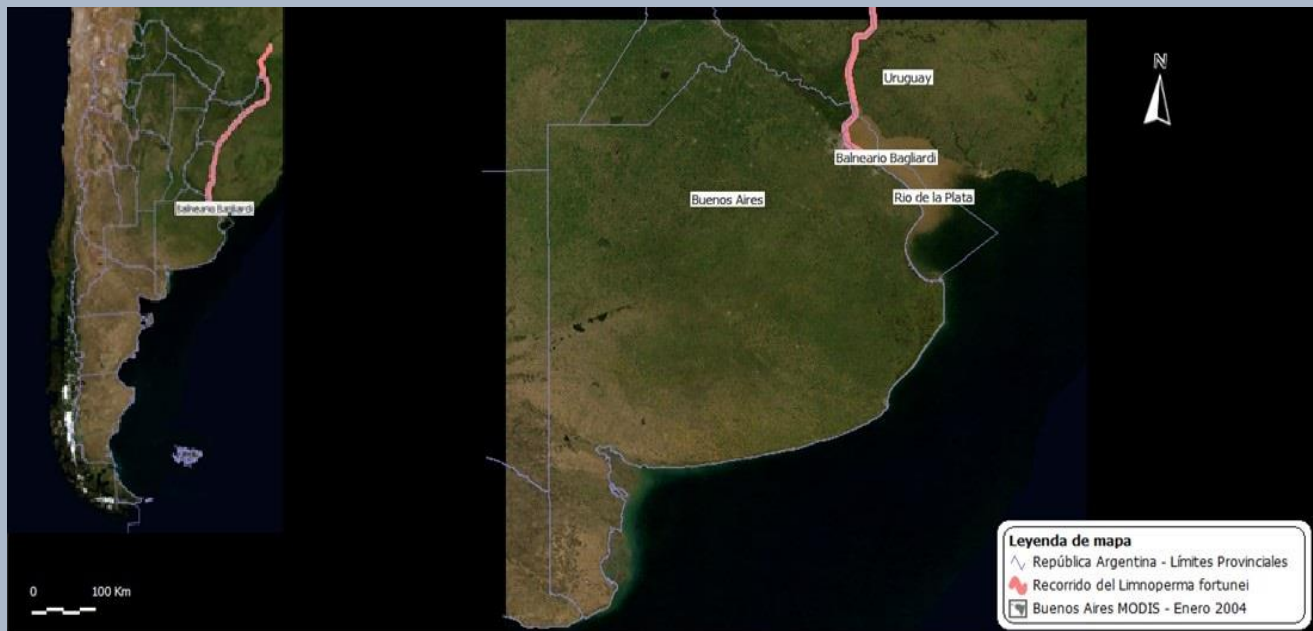 Balneario Bagliardi
Uruguay
Balneario Bagliardi
Buenos Aires
Rio de la Plata
N
0 100 Km
Leyenda de mapa
República Argentina - Límites Provinciales
Recorrido del Limnoperma fortunei
Buenos Aires MODIS - Enero 2004